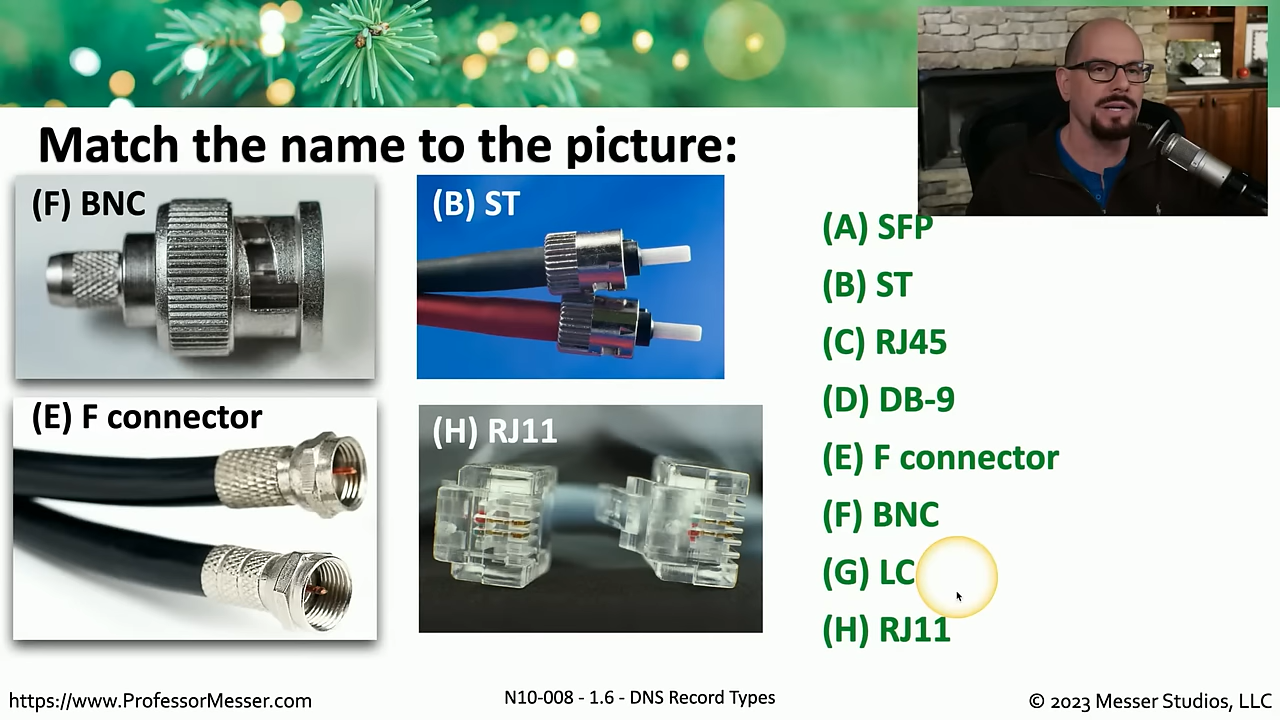 Match the name to the picture:
(F) BNC
(B) ST
(E) F connector
(H) RJ11
(A) SFP
(B) ST
(C) RJ45
(D) DB-9
(E) F connector
(F) BNC
(G) LC
(H) RJ11
https://www.ProfessorMesser.com
N10-008 - 1.6 - DNS Record Types
© 2023 Messer Studios, LLC